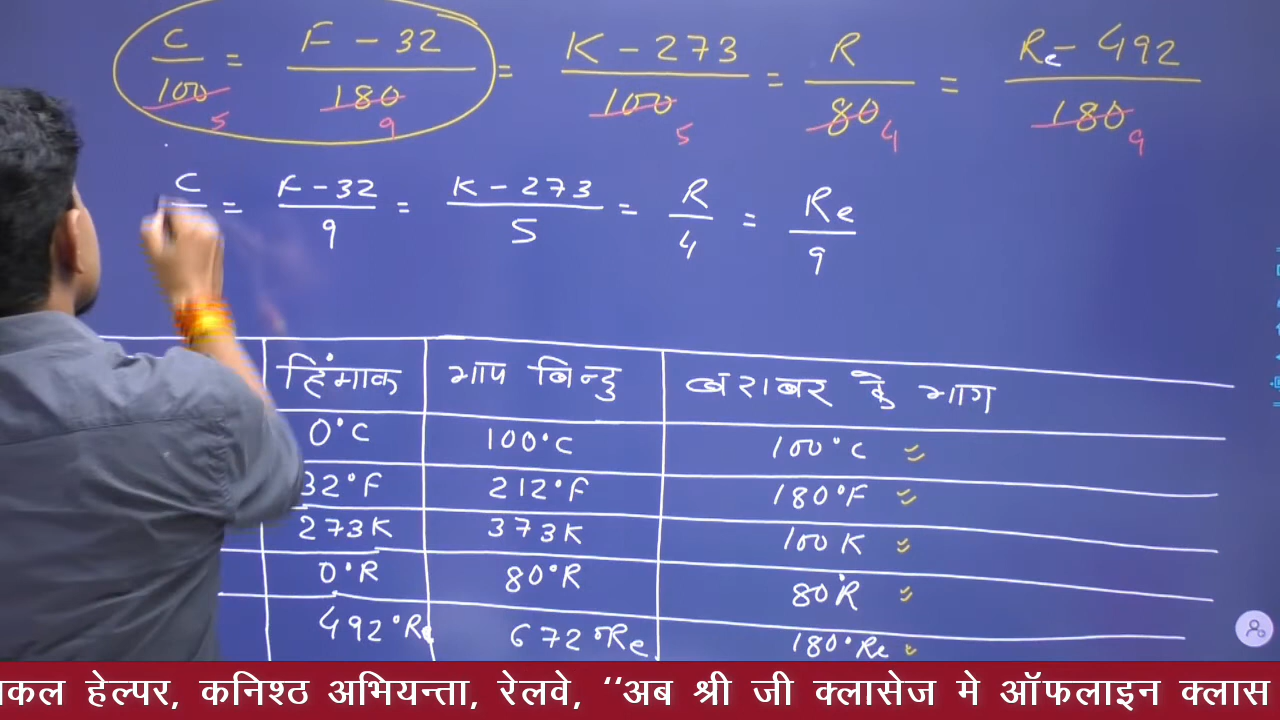 C/100 5 = F - 32/180 9 = K - 273/100 5 = R/80 4 = Re - 492/180 9
C = F - 32/9 = K - 273/5 = R/4 = Re/9
हिंमाक भाप बिन्दु बराबर के भाग
0°C 100°C 100°C
32°F 212°F 180°F
273K 373K 100K
0°R 80°R 80°R
492°Re 672°Re 180°Re
कल हेल्पर, कनिश्ठ अभियन्ता, रेलवे, “अब श्री जी क्लासेज मे ऑफलाइन क्लास